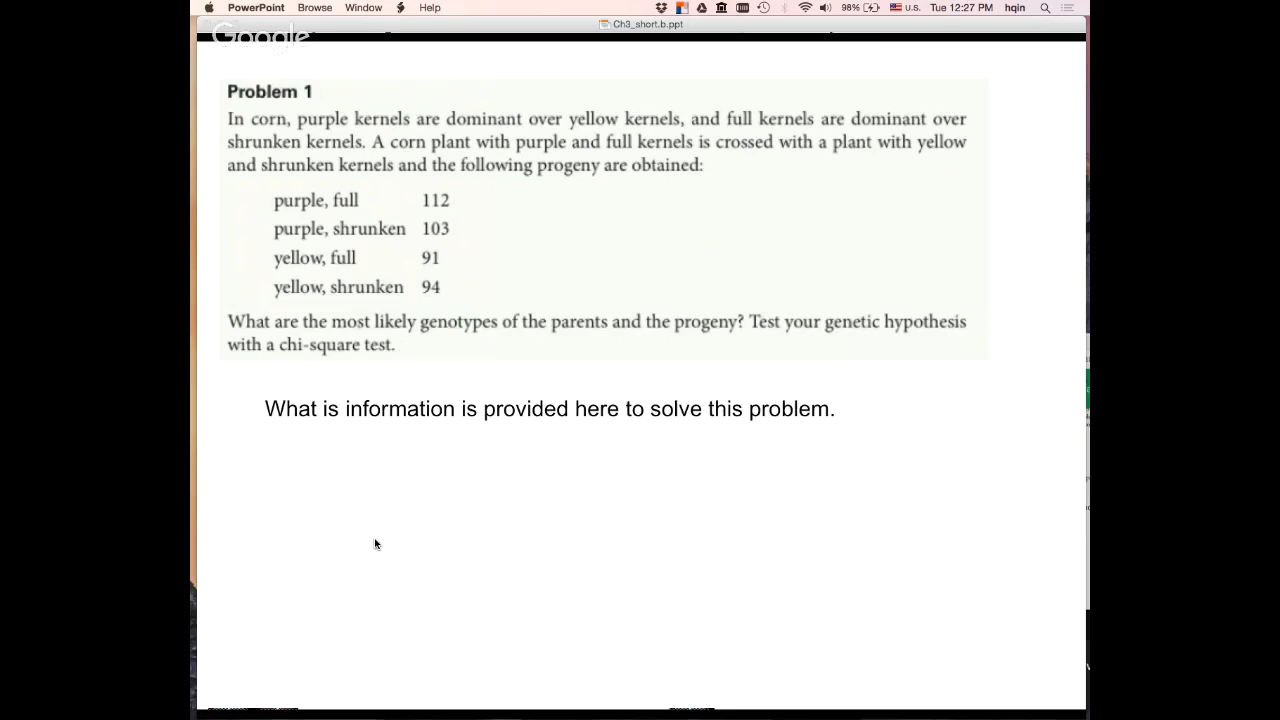 PowerPoint Browse Window Help 98% U.S. Tue 12:27 PM hqin
Ch3_short.b.ppt
Google
Problem 1
In corn, purple kernels are dominant over yellow kernels, and full kernels are dominant over
shrunken kernels. A corn plant with purple and full kernels is crossed with a plant with yellow
and shrunken kernels and the following progeny are obtained:
purple, full 112
purple, shrunken 103
yellow, full 91
yellow, shrunken 94
What are the most likely genotypes of the parents and the progeny? Test your genetic hypothesis
with a chi-square test.
What is information is provided here to solve this problem.